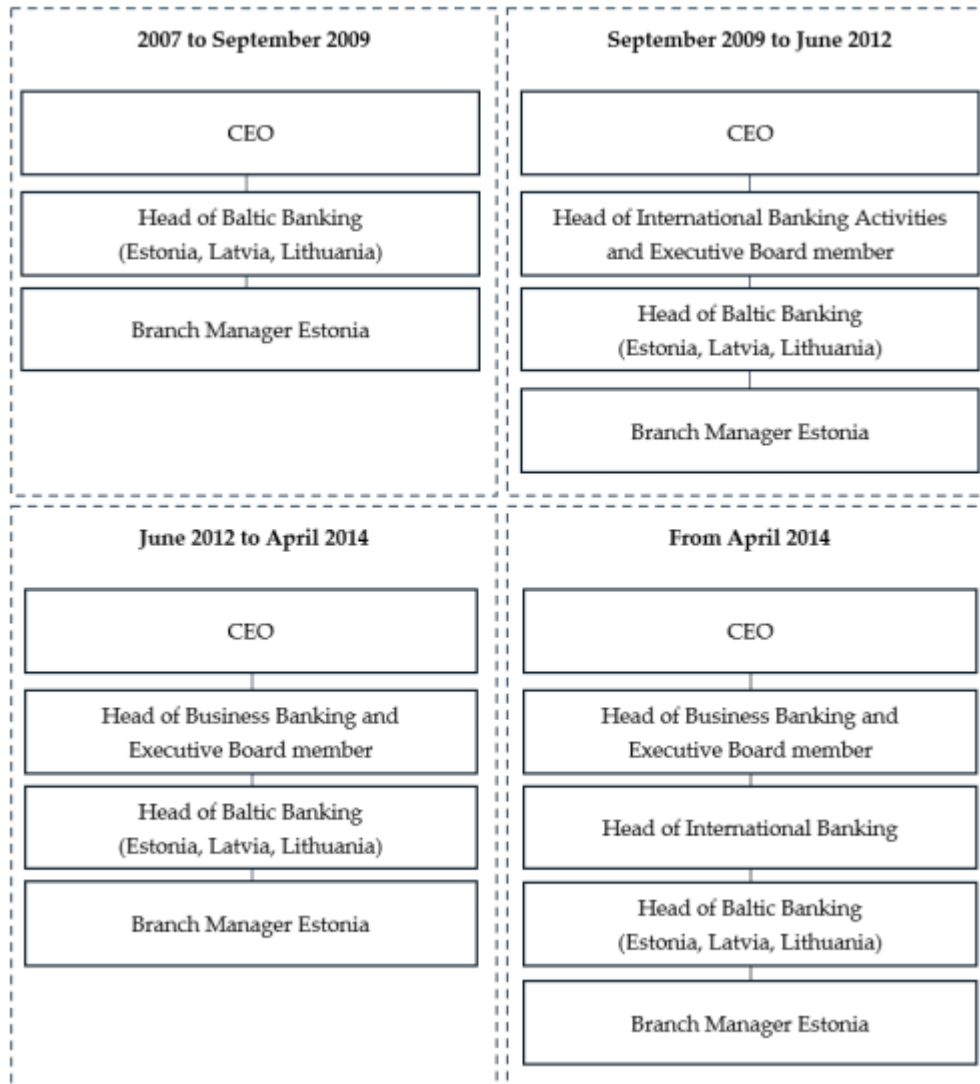 2007 to September 2009
CEO
Head of Baltic Banking
(Estonia, Latvia, Lithuania)
Branch Manager Estonia
September 2009 to June 2012
CEO
Head of International Banking Activities
and Executive Board member
Head of Baltic Banking
(Estonia, Latvia, Lithuania)
Branch Manager Estonia
June 2012 to April 2014
CEO
Head of Business Banking and
Executive Board member
Head of Baltic Banking
(Estonia, Latvia, Lithuania)
Branch Manager Estonia
From April 2014
CEO
Head of Business Banking and
Executive Board member
Head of International Banking
Head of Baltic Banking
(Estonia, Latvia, Lithuania)
Branch Manager Estonia